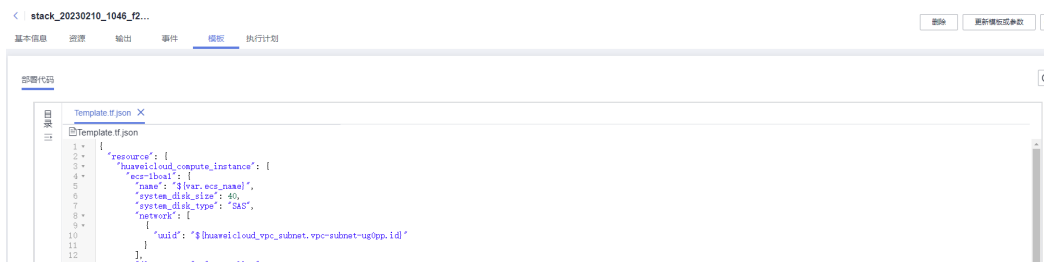 < stack_20230210_1046_f2...
删除 更新模板或参数
基本信息 资源 输出 事件 模板 执行计划
部署代码
目录
Template.tf.json ×
Template.tf.json
1 {
2 "resource": {
3 "huaweicloud_compute_instance": [
4 "ecs-1boa1": {
5 "name": "${var.ecs_name}",
6 "system_disk_size": 40,
7 "system_disk_type": "SAS",
8 "network": [
9 {
10 "uuid": "${huaweicloud_vpc_subnet.vpc-subnet-ug0pp.id}"
11 }
12 ],